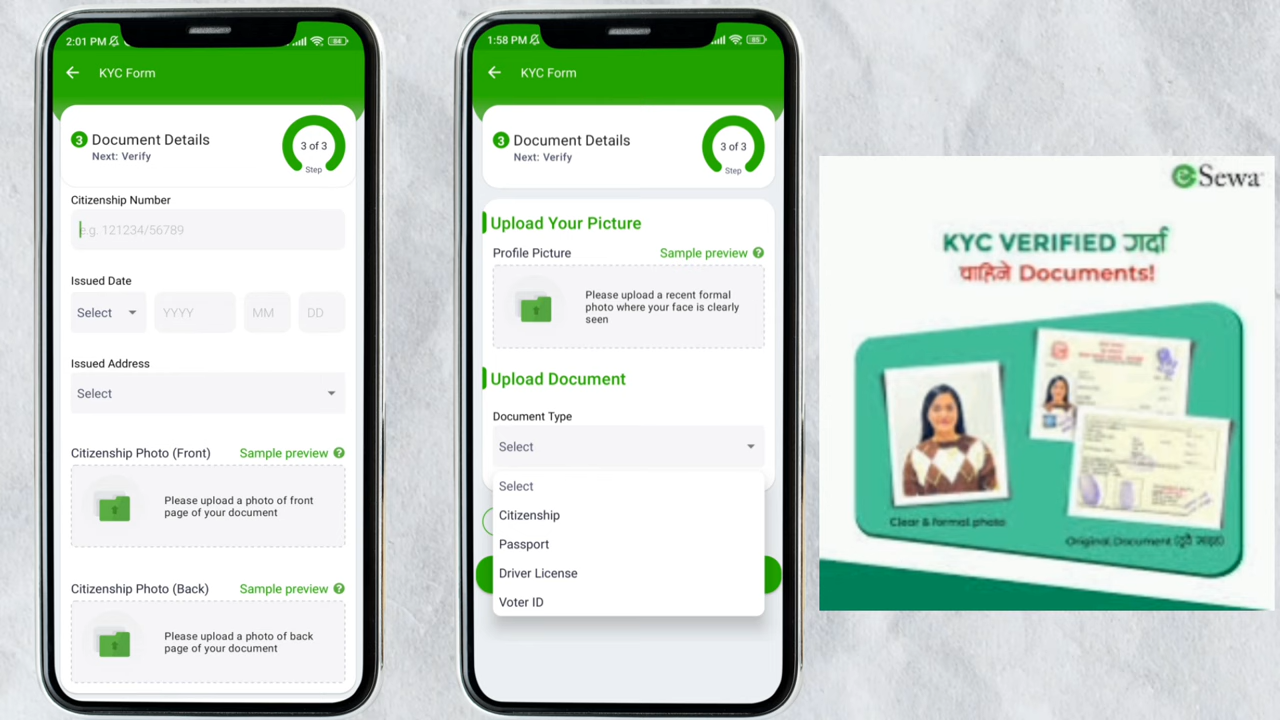 2:01 PM
84
KYC Form
3 Document Details
Next: Verify
3 of 3
Step
Citizenship Number
e.g. 121234/56789
Issued Date
Select
YYYY
MM
DD
Issued Address
Select
Citizenship Photo (Front)
Sample preview ?
Please upload a photo of front
page of your document
Citizenship Photo (Back)
Sample preview ?
Please upload a photo of back
page of your document
1:58 PM
85
KYC Form
3 Document Details
Next: Verify
3 of 3
Step
Upload Your Picture
Profile Picture
Sample preview ?
Please upload a recent formal
photo where your face is clearly
seen
Upload Document
Document Type
Select
Select
Citizenship
Passport
Driver License
Voter ID
eSewa
KYC VERIFIED गर्दा
चाहिने Documents!
Clear & formal photo
Original Document (दुवै साइड)